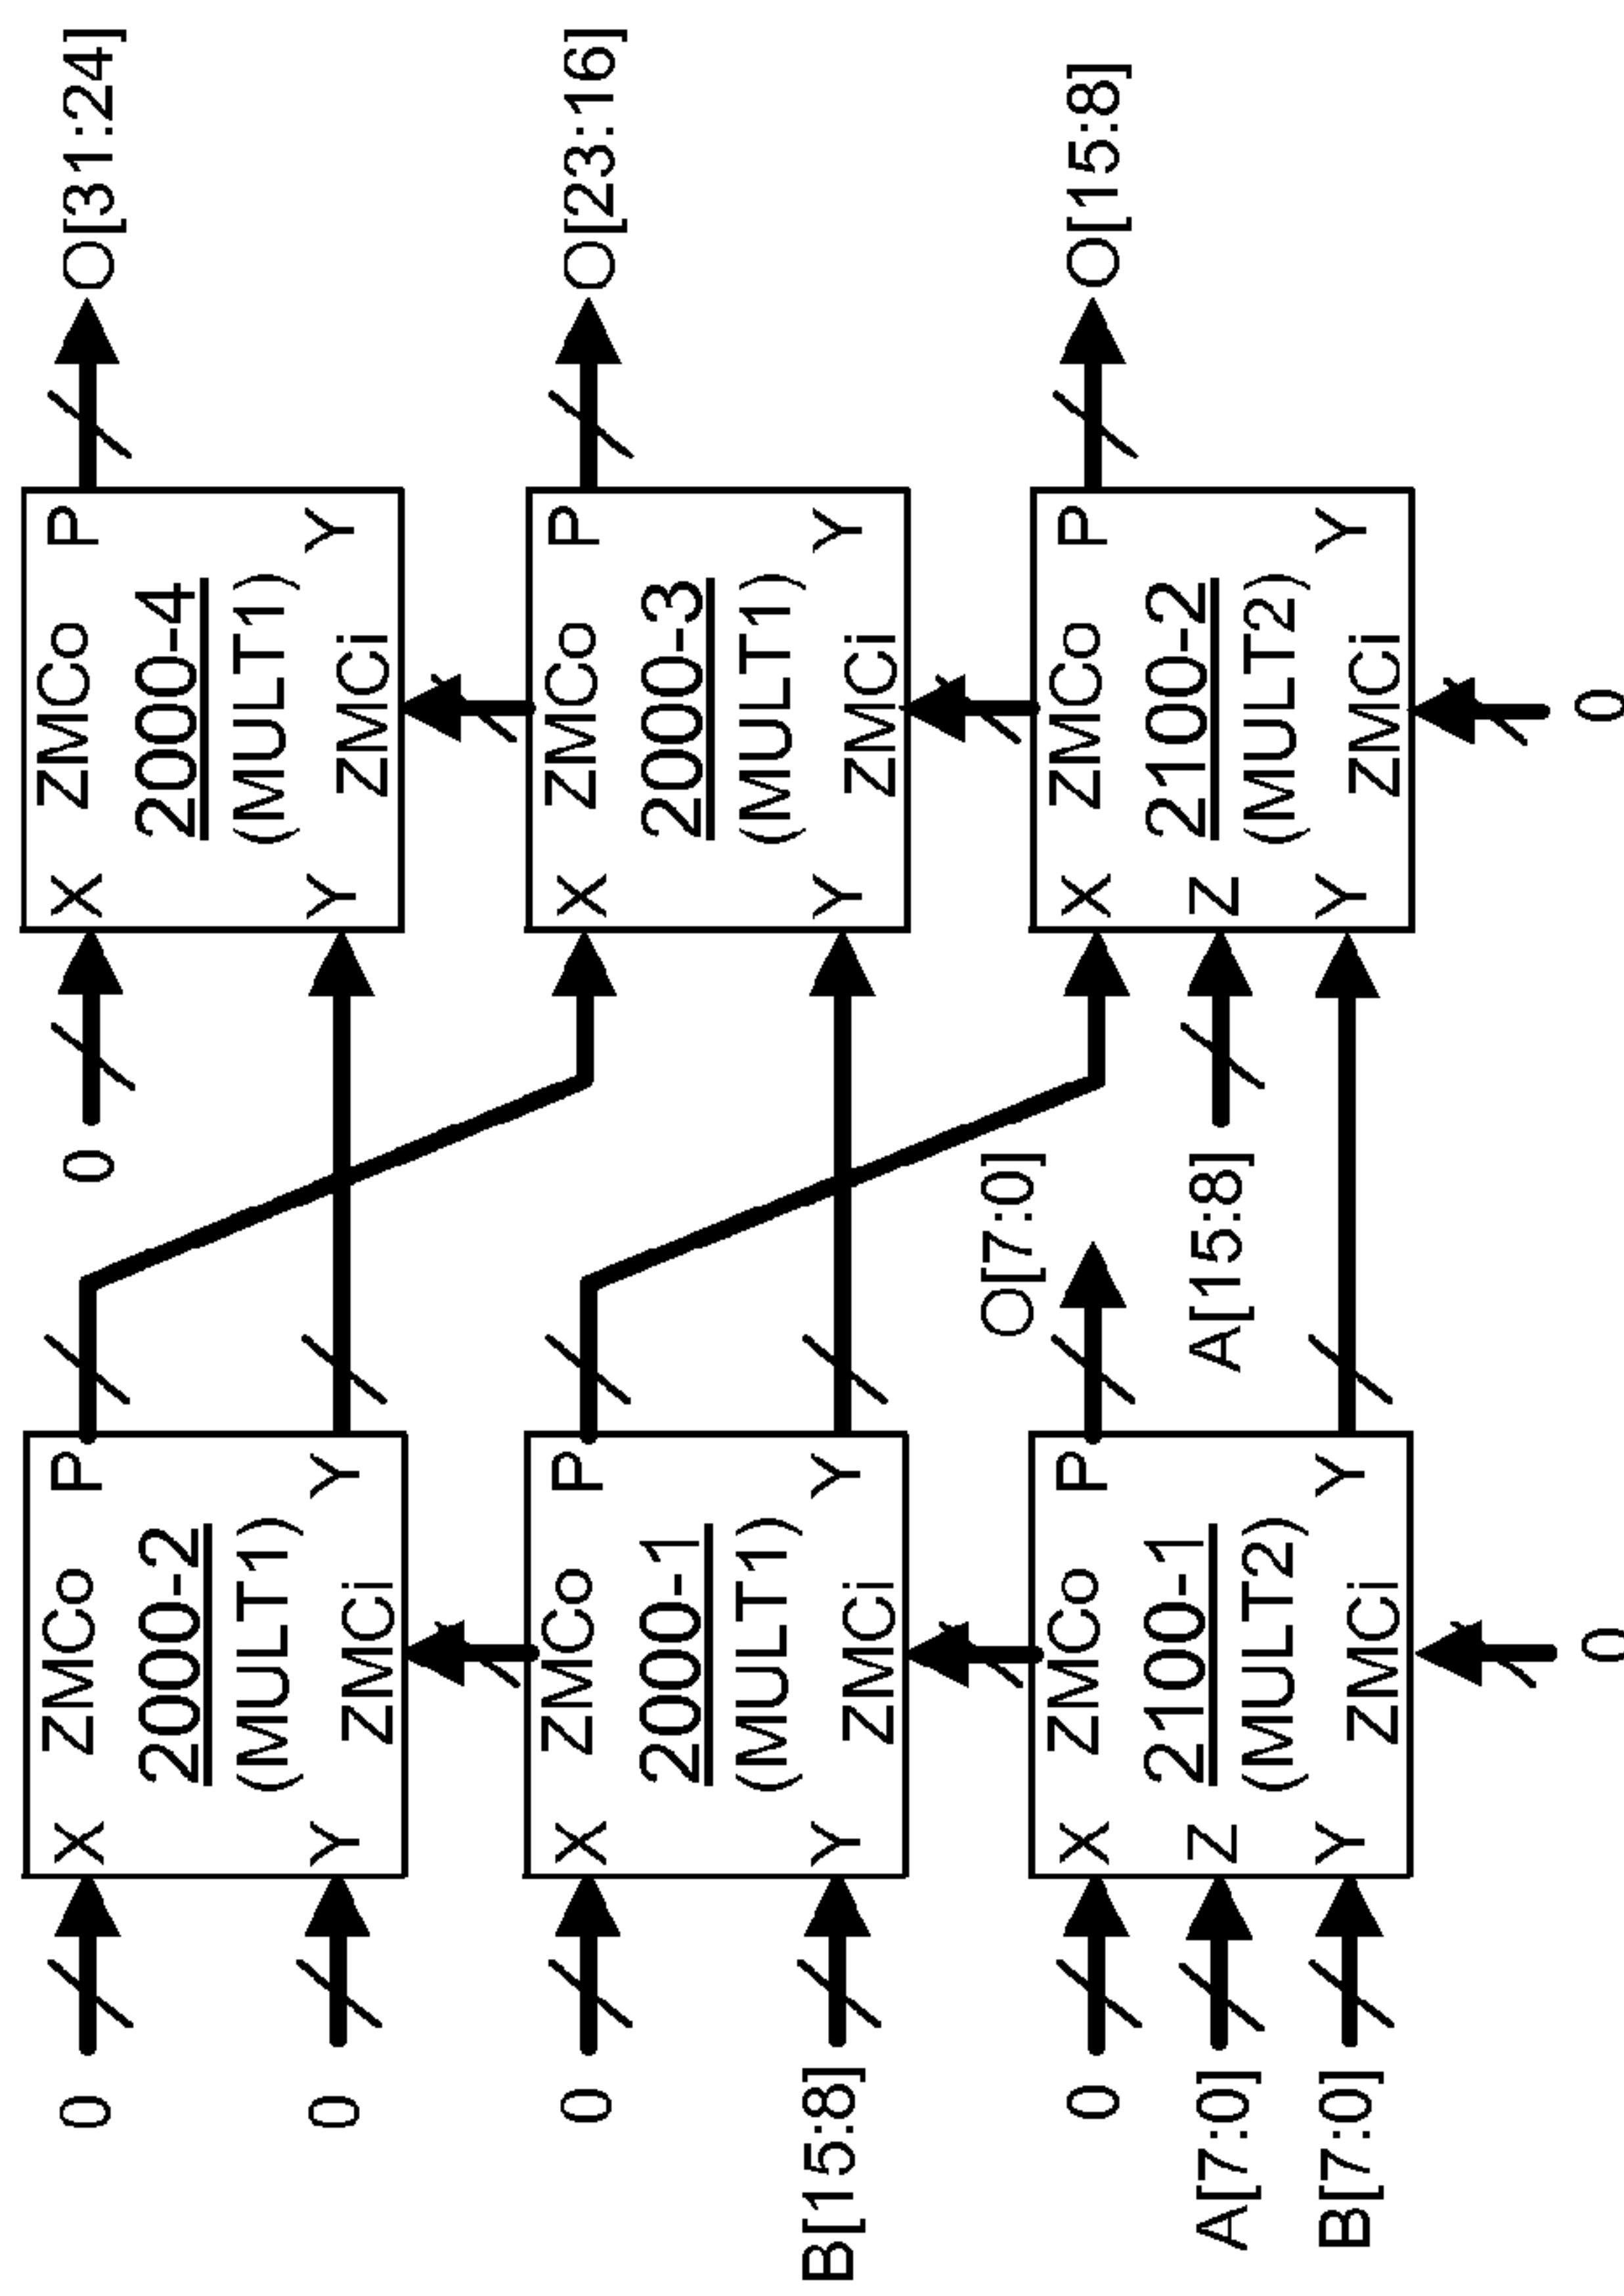 O[31:24]
O[23:16]
O[15:8]
ZMCo P
X 2000-4
(MULT1)
Y ZMCi Y
ZMCo P
X 2000-3
(MULT1)
Y ZMCi Y
ZMCo P
X 2100-2
Z (MULT2)
Y ZMCi Y
0
0
O[7:0]
A[15:8]
ZMCo P
X 2000-2
(MULT1)
Y ZMCi Y
ZMCo P
X 2000-1
(MULT1)
Y ZMCi Y
ZMCo P
X 2100-1
Z (MULT2)
Y ZMCi Y
0
0
0
0
B[15:8]
0
A[7:0]
B[7:0]